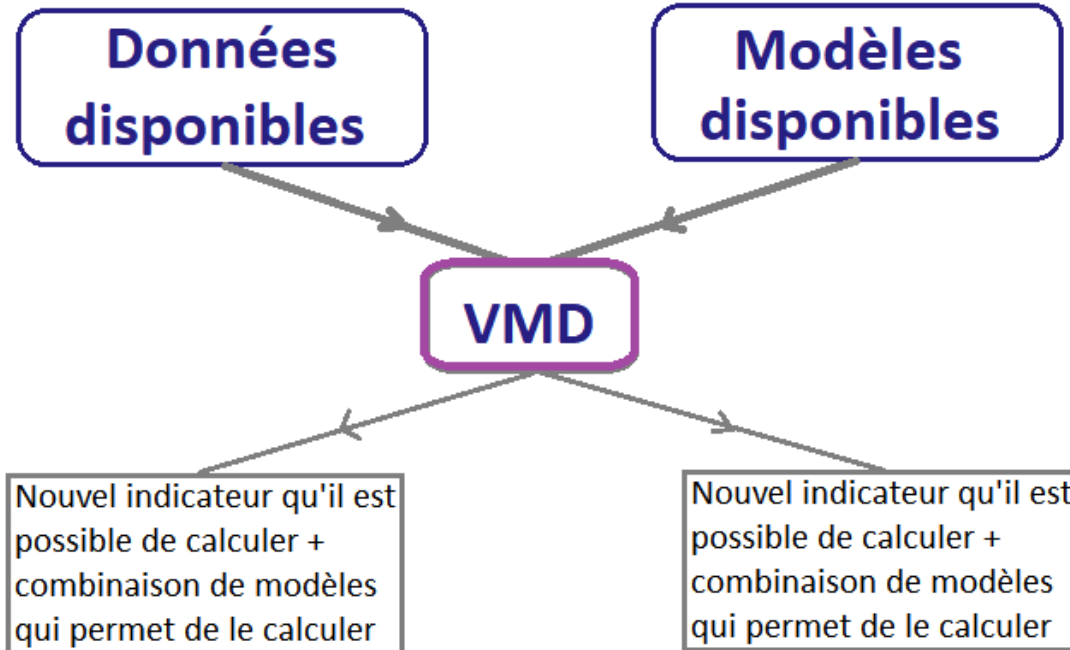 Données
disponibles
Modèles
disponibles
VMD
Nouvel indicateur qu'il est
possible de calculer +
combinaison de modèles
qui permet de le calculer
Nouvel indicateur qu'il est
possible de calculer +
combinaison de modèles
qui permet de le calculer